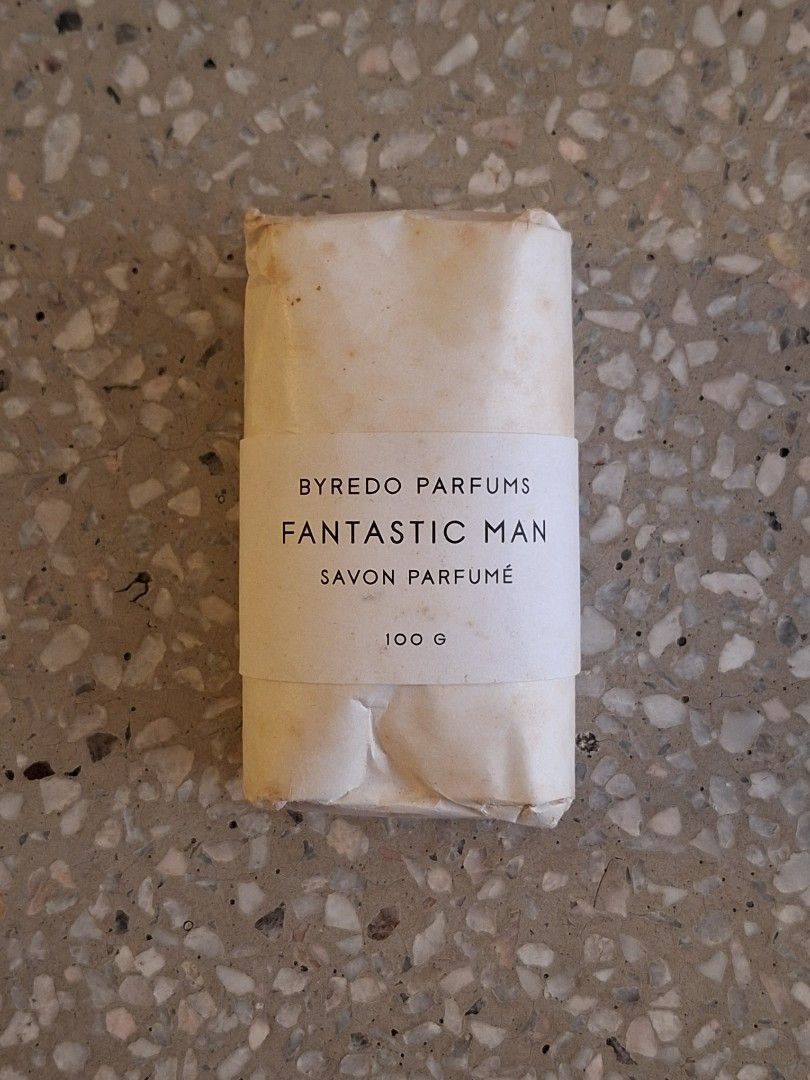 BYREDO PARFUMS
FANTASTIC MAN
SAVON PARFUMÉ
100 G